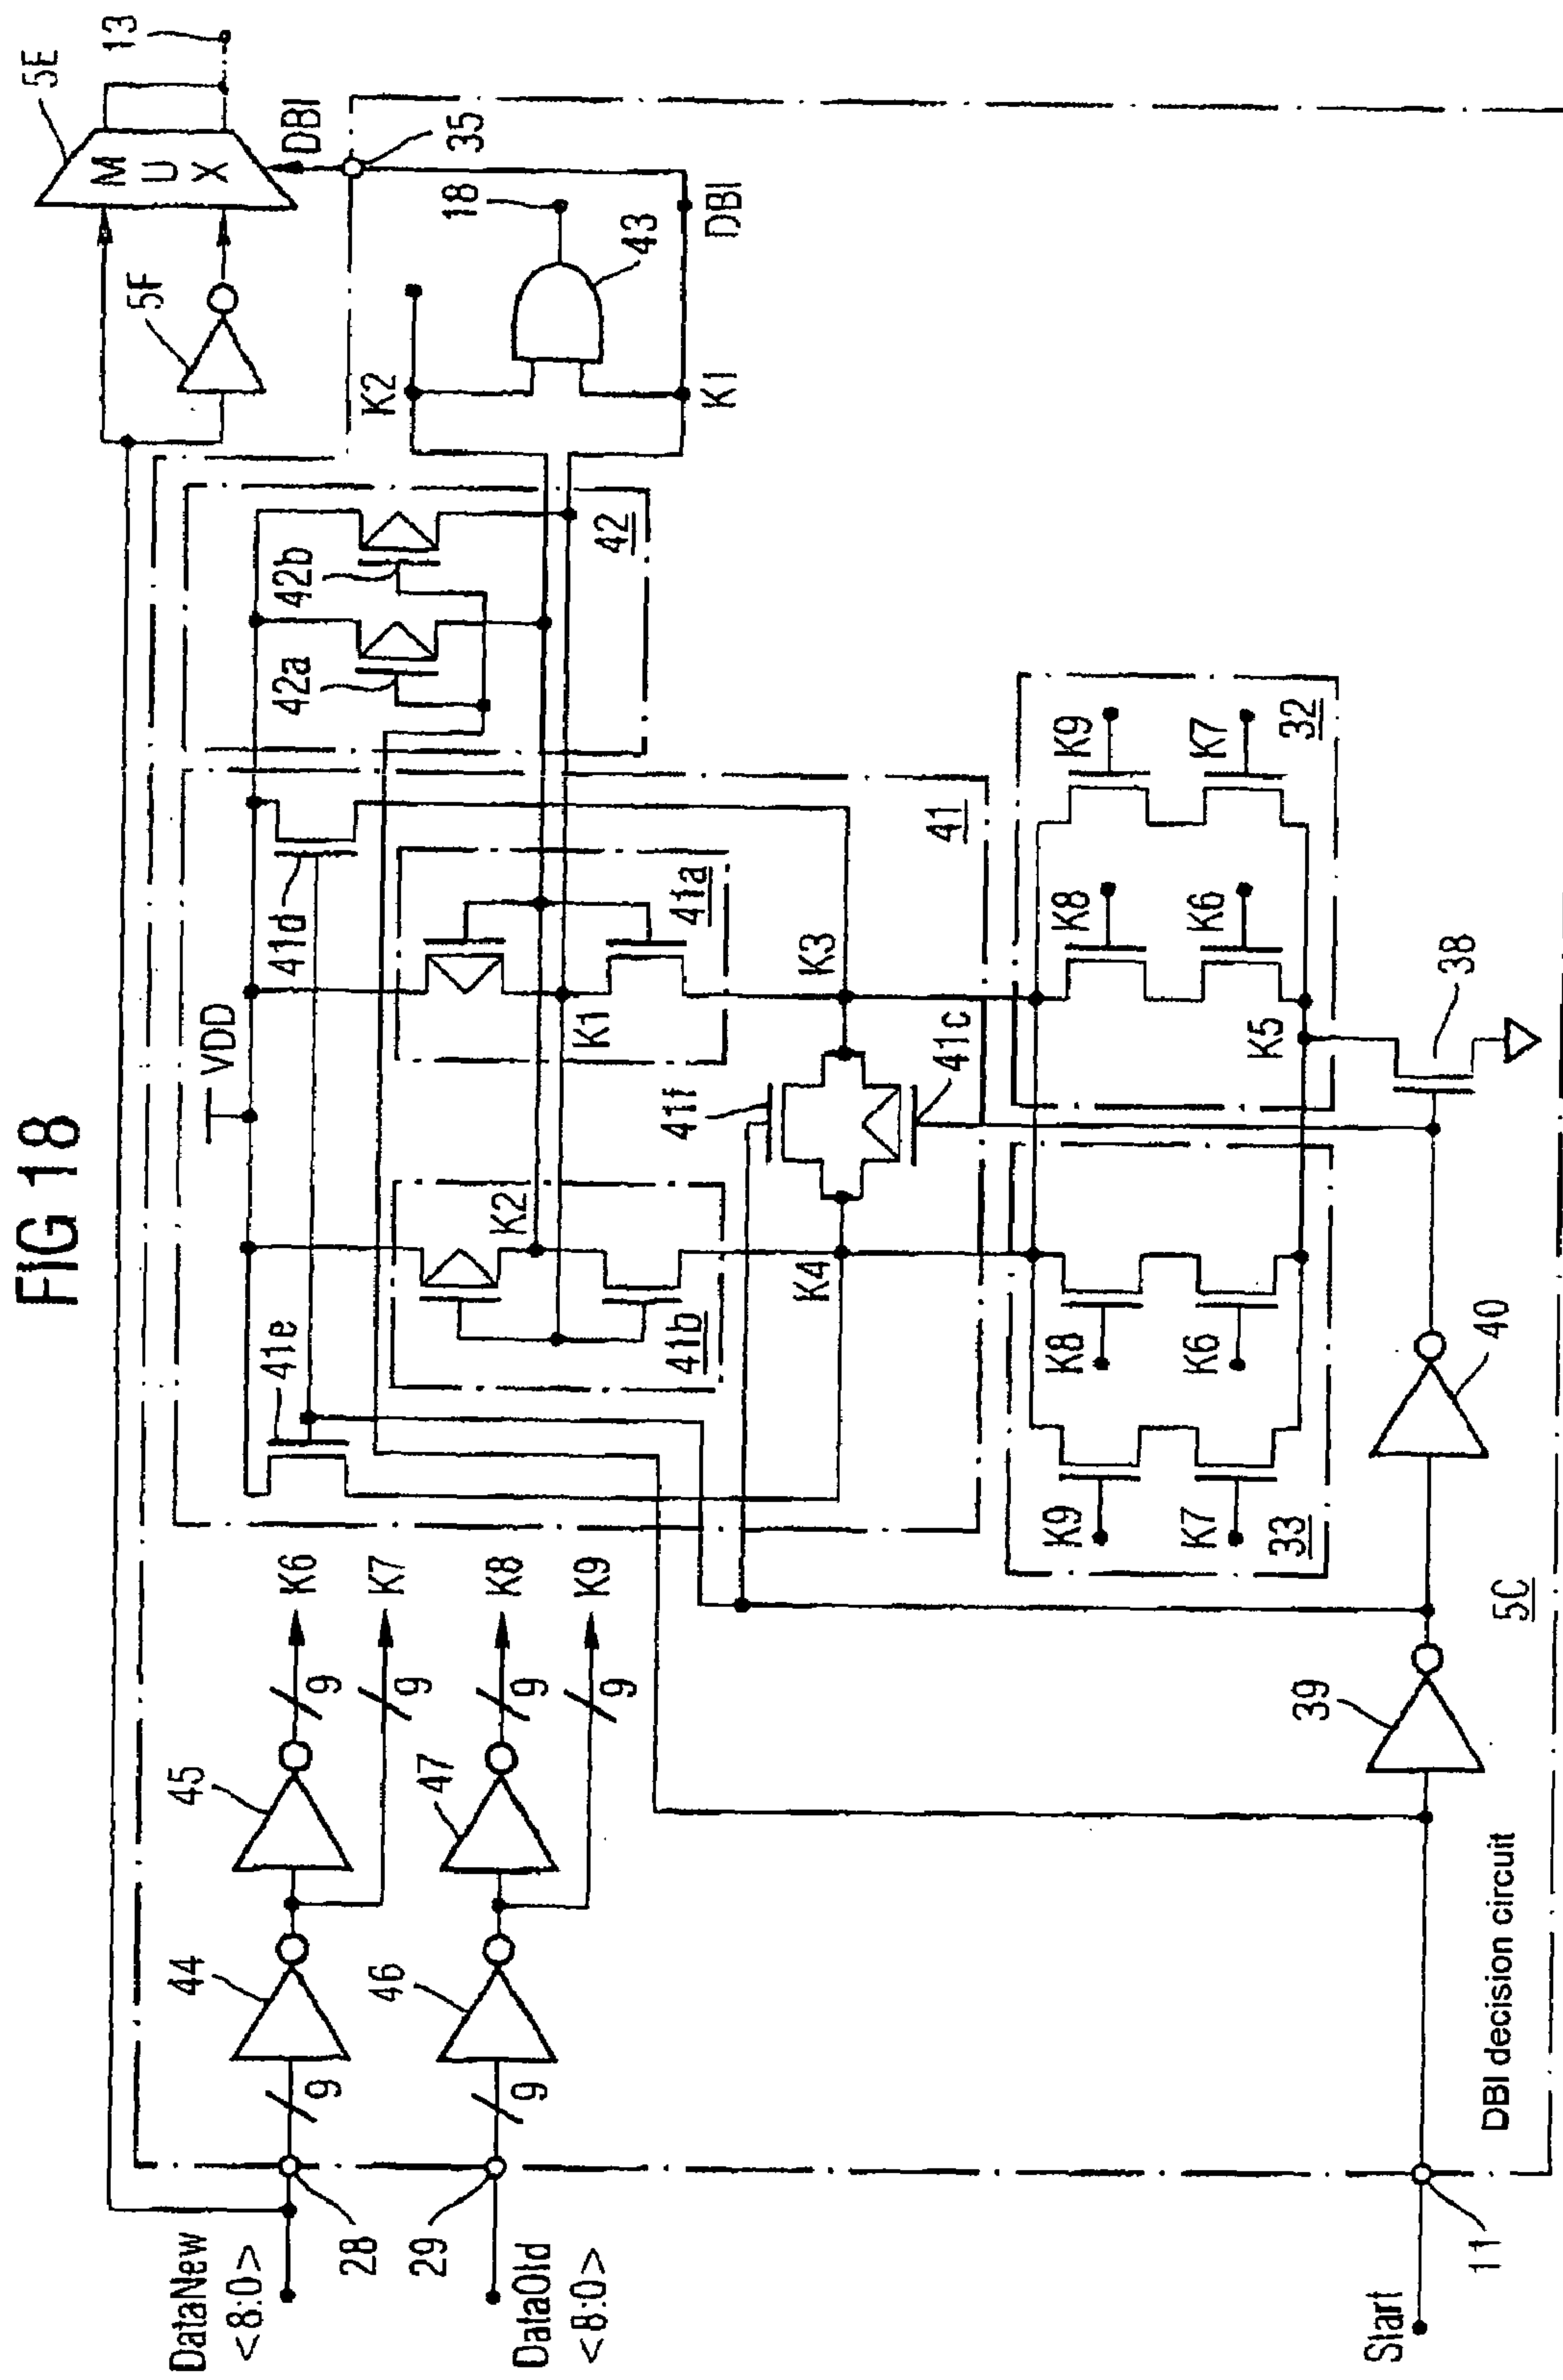 FIG 18
DataNew
<8:0>
28
DataOld
<8:0>
29
Start
11
DBI decision circuit
5C
44
45
46
47
9
9
9
9
9
9
K6
K7
K8
K9
39
40
38
VDD
41e
41d
41b
41a
41f
41c
41
K2
K1
K4
K3
42a
42b
42
K9
K7
33
K8
K6
K5
K8
K6
K9
K7
32
K2
K1
43
18
DBI
35
DBI
5F
5E
MUX
13